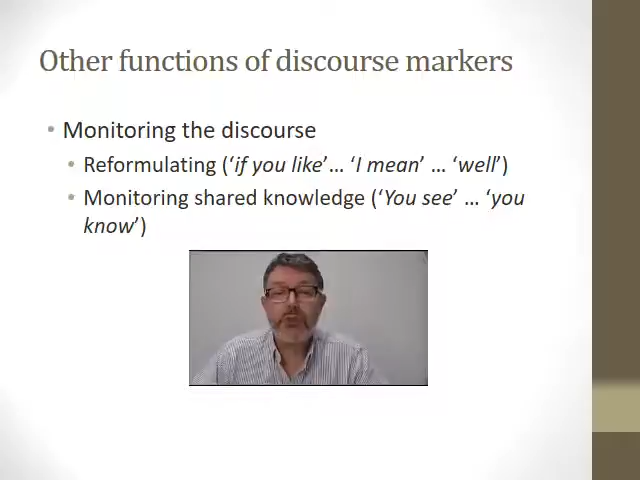 Other functions of discourse markers
• Monitoring the discourse
• Reformulating (‘if you like’… ‘I mean’ … ‘well’)
• Monitoring shared knowledge (‘You see’ … ‘you
know’)